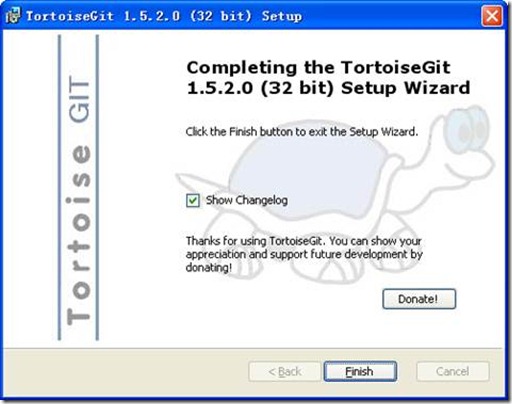 TortoiseGit 1.5.2.0 (32 bit) Setup
Tortoise GIT
Completing the TortoiseGit
1.5.2.0 (32 bit) Setup Wizard
Click the Finish button to exit the Setup Wizard.
Show Changelog
Thanks for using TortoiseGit. You can show your
appreciation and support future development by
donating!
Donate!
< Back
Finish
Cancel